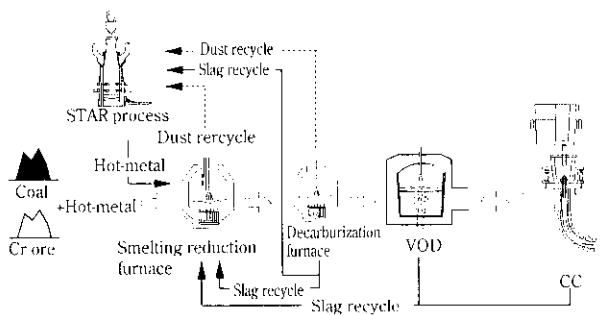 Dust recycle
Slag recycle
STAR process
Dust rercycle
Hot-metal
Coal
+Hot-metal
Cr ore
Smelting reduction
furnace
Decarburization
furnace
VOD
CC
Slag recycle
Slag recycle